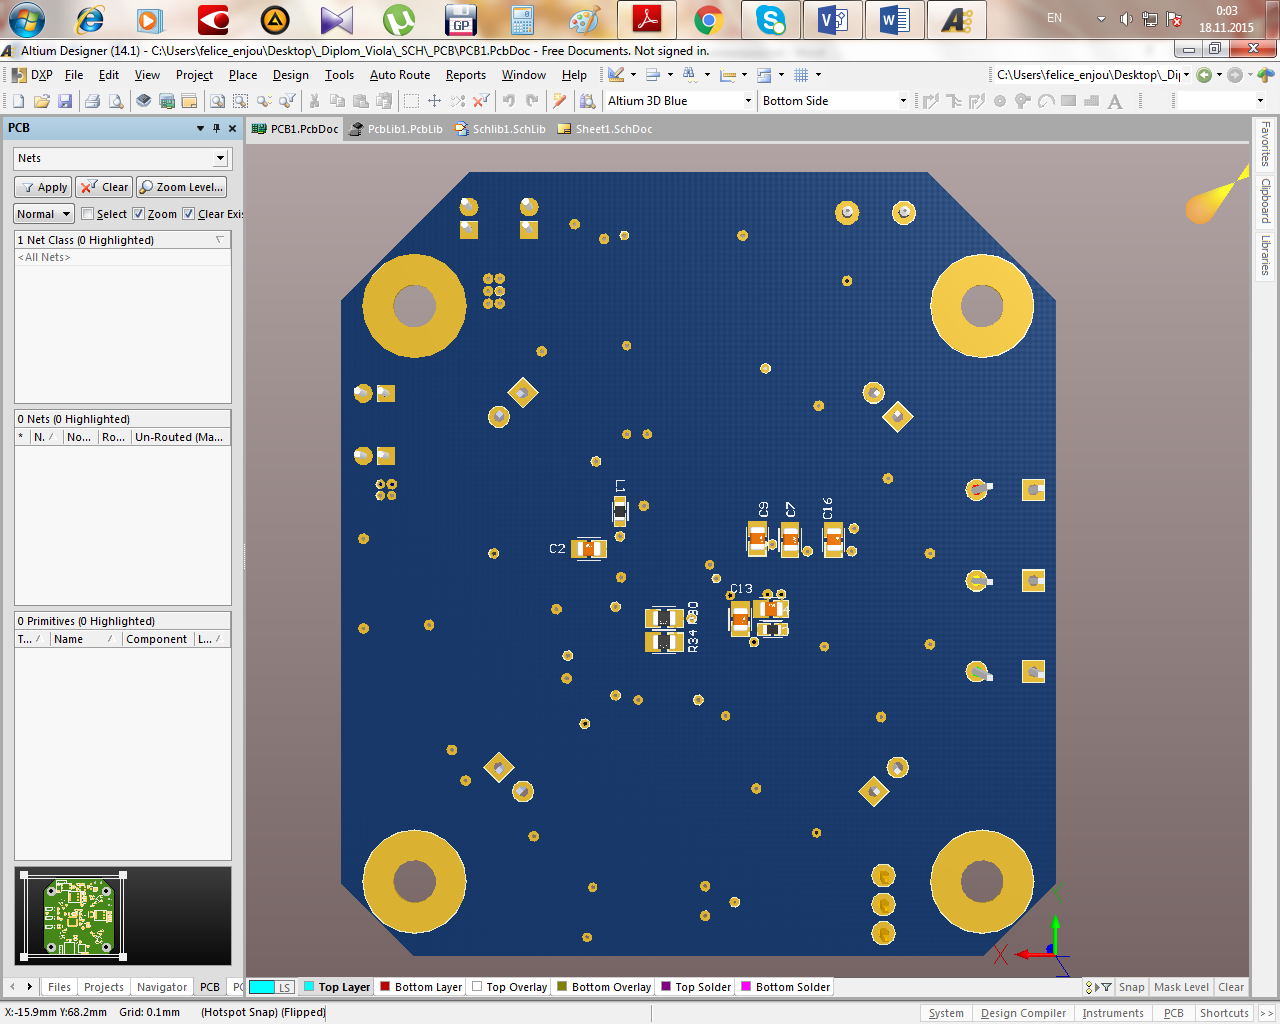 GP
EN
0:03
18.11.2015
Altium Designer (14.1) - C:\Users\felice_enjou\Desktop\_Diplom_Viola\_SCH\_PCB\PCB1.PcbDoc - Free Documents. Not signed in.
DXP File Edit View Project Place Design Tools Auto Route Reports Window Help
C:\Users\felice_enjou\Desktop\_Dip
Altium 3D Blue
Bottom Side
PCB
PCB1.PcbDoc PcbLib1.PcbLib Schlib1.SchLib Sheet1.SchDoc
Favorites
Clipboard
Libraries
Nets
Apply Clear Zoom Level...
Normal Select Zoom Clear Exi
1 Net Class (0 Highlighted)
<All Nets>
0 Nets (0 Highlighted)
* N. No... Ro... Un-Routed (Ma...
0 Primitives (0 Highlighted)
T... Name Component L...
L1
C2
C9
C7
C16
C13
R34
X
Files Projects Navigator PCB PC
LS Top Layer Bottom Layer Top Overlay Bottom Overlay Top Solder Bottom Solder
Snap Mask Level Clear
X:-15.9mm Y:68.2mm Grid: 0.1mm (Hotspot Snap) (Flipped)
System Design Compiler Instruments PCB Shortcuts >>